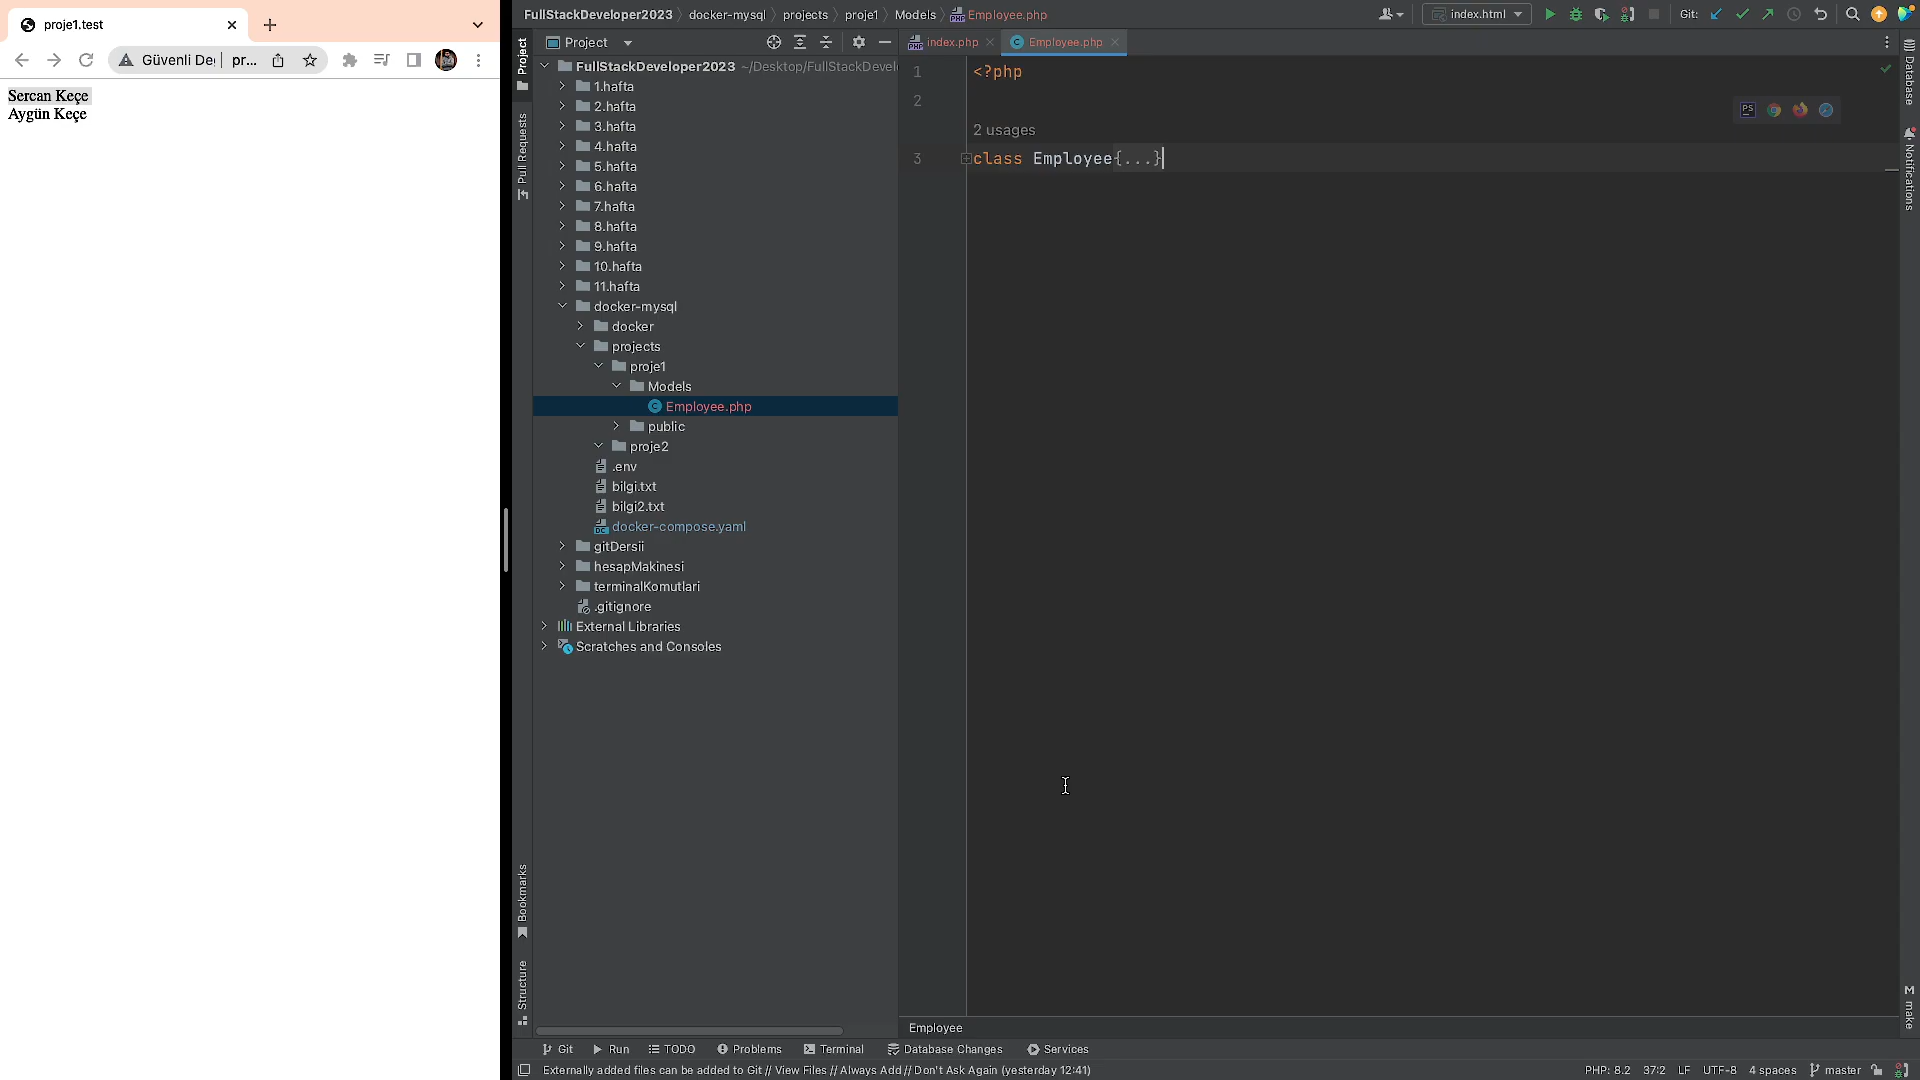 proje1.test
Güvenli De
pr...
Sercan Keçe
Aygün Keçe
FullStackDeveloper2023
docker-mysql
projects
proje1
Models
Employee.php
index.html
Git:
Project
index.php
Employee.php
FullStackDeveloper2023 ~/Desktop/FullStackDevel
1.hafta
2.hafta
3.hafta
4.hafta
5.hafta
6.hafta
7.hafta
8.hafta
9.hafta
10.hafta
11.hafta
docker-mysql
docker
projects
proje1
Models
Employee.php
public
proje2
.env
bilgi.txt
bilgi2.txt
docker-compose.yaml
gitDersii
hesapMakinesi
terminalKomutlari
.gitignore
External Libraries
Scratches and Consoles
Project
Pull Requests
Bookmarks
Structure
1 <?php
2
2 usages
3 class Employee{...}
PS
Database
Notifications
M make
Employee
Git
Run
TODO
Problems
Terminal
Database Changes
Services
Externally added files can be added to Git // View Files // Always Add // Don't Ask Again (yesterday 12:41)
PHP: 8.2
37:2
LF
UTF-8
4 spaces
master